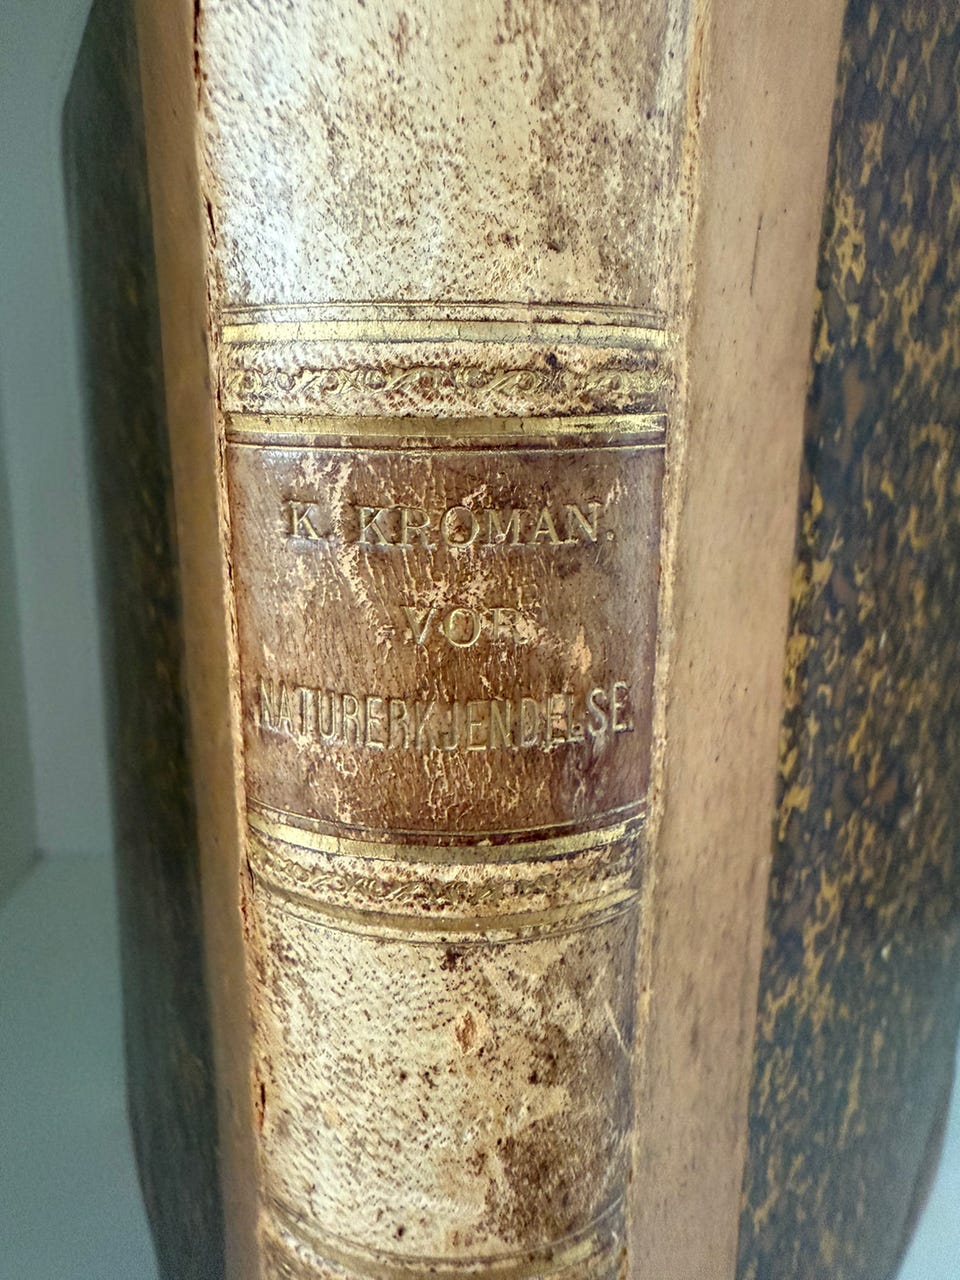 K. KROMAN.
VOR
NATURERKJENDELSE.